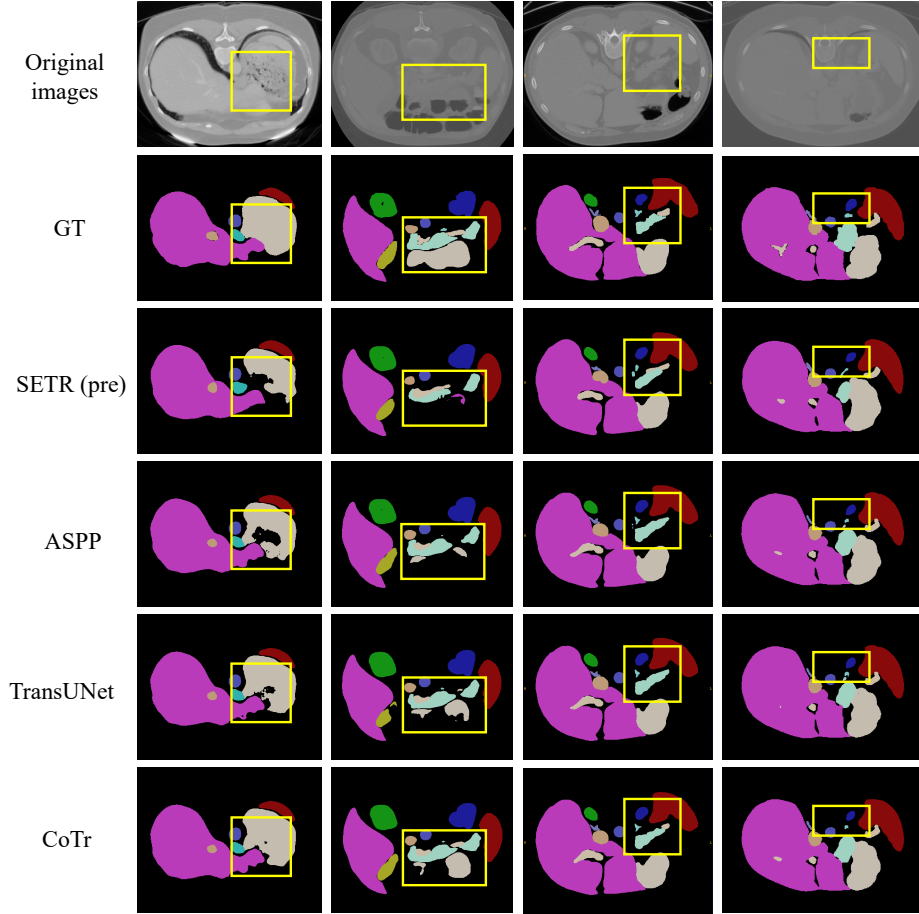 Original
images
GT
SETR (pre)
ASPP
TransUNet
CoTr